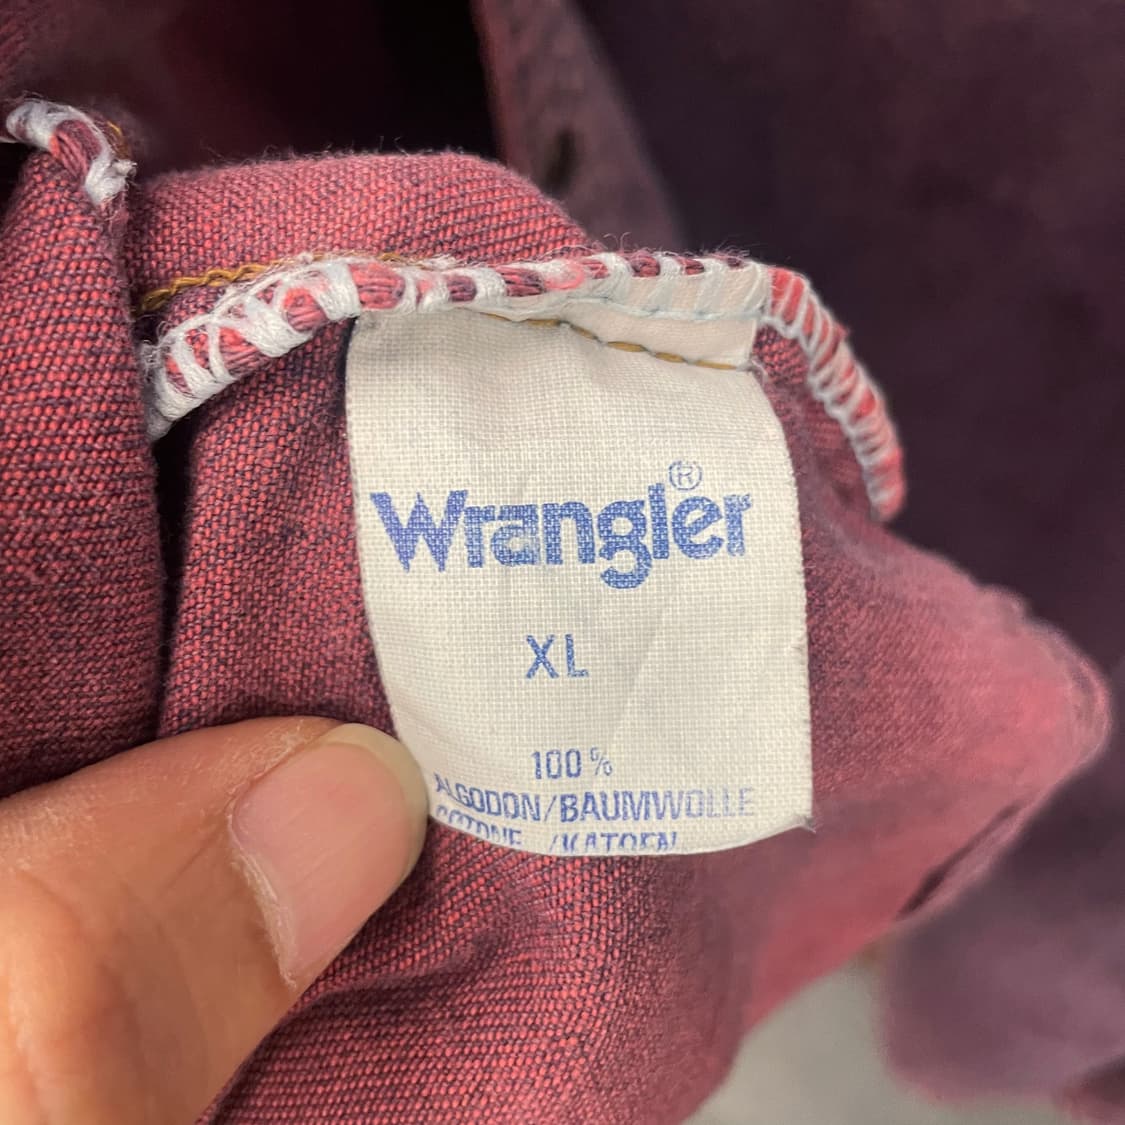 Wrangler®
XL
100%
ALGODON/BAUMWOLLE
COTONE /KATOEN